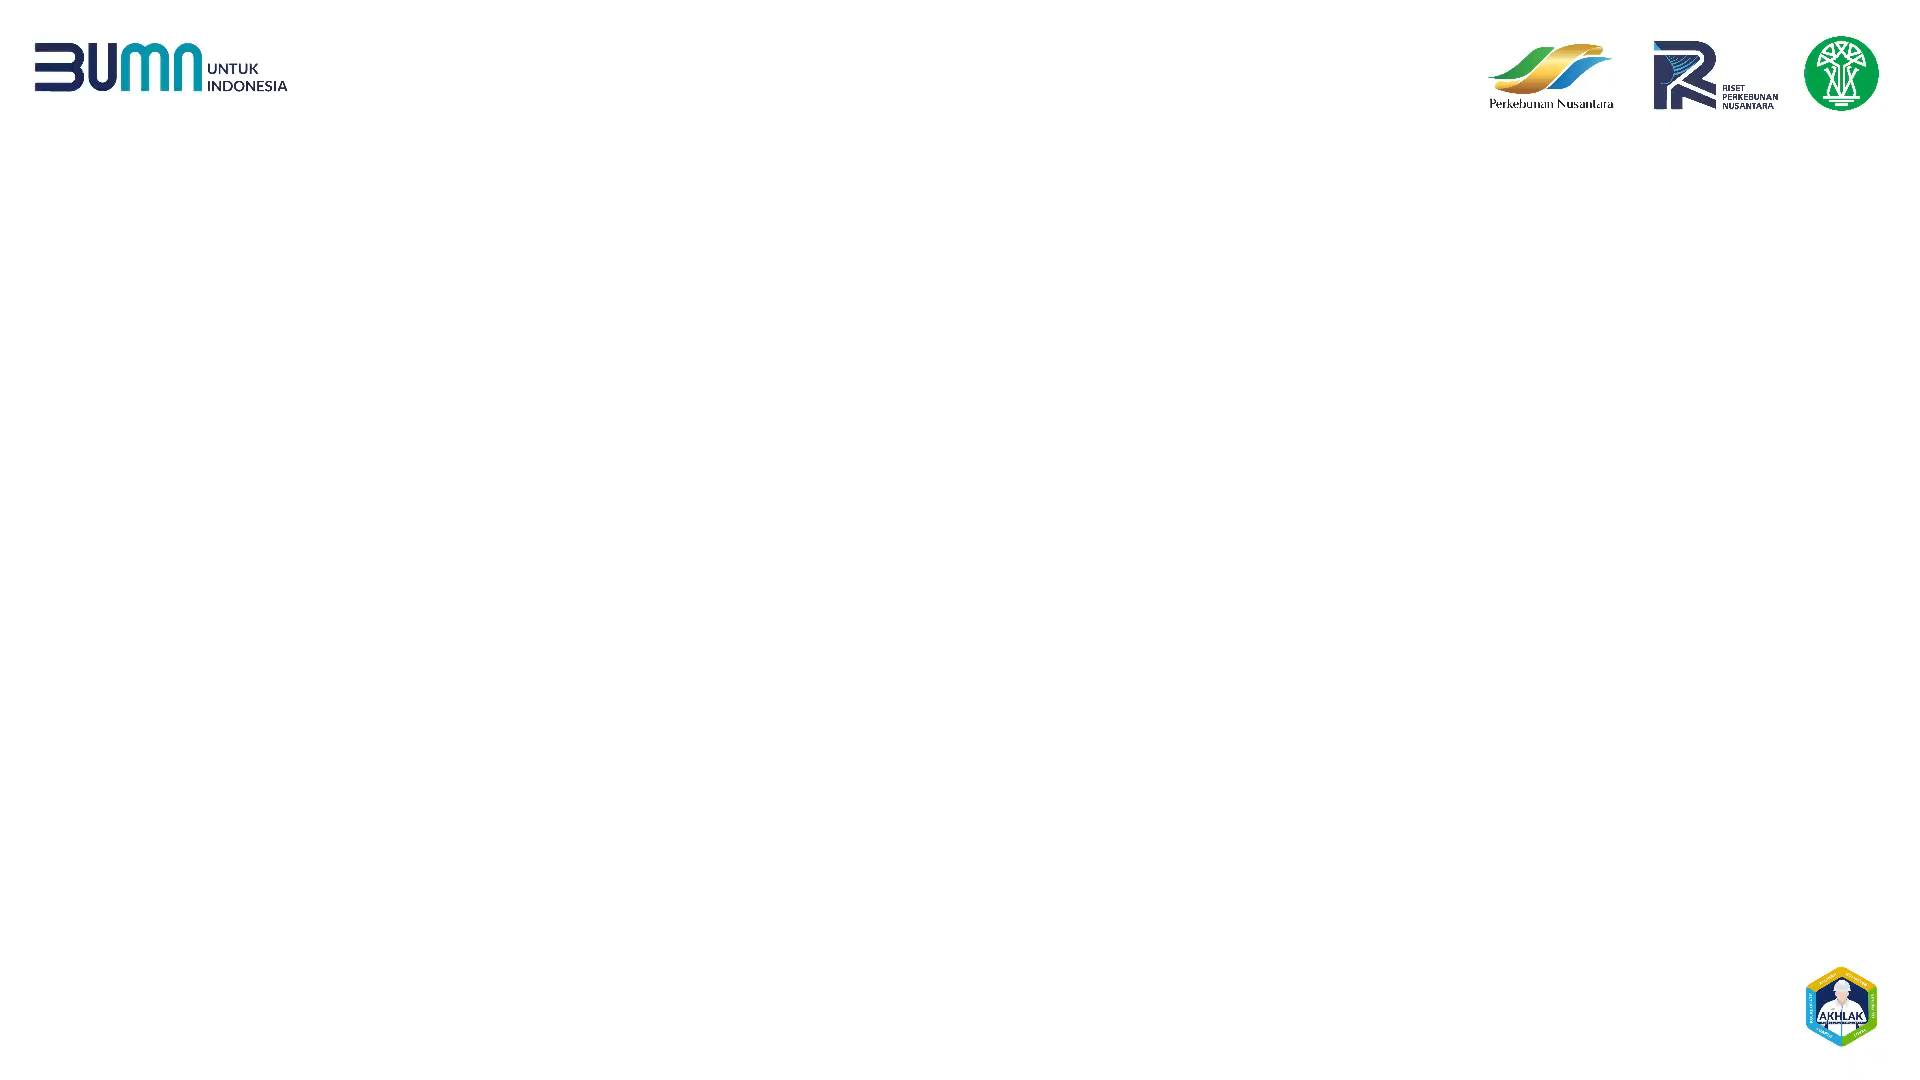 BUMN
UNTUK
INDONESIA
Perkebunan Nusantara
RISET
PERKEBUNAN
NUSANTARA
AKHLAK